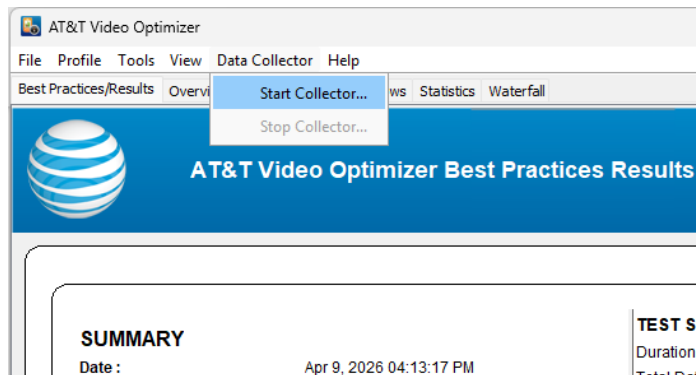 AT&T Video Optimizer
File Profile Tools View Data Collector Help
Best Practices/Results Statistics Waterfall
Start Collector...
Stop Collector...
AT&T Video Optimizer Best Practices Results
SUMMARY
Date : Apr 9, 2026 04:13:17 PM
TEST S
Duration